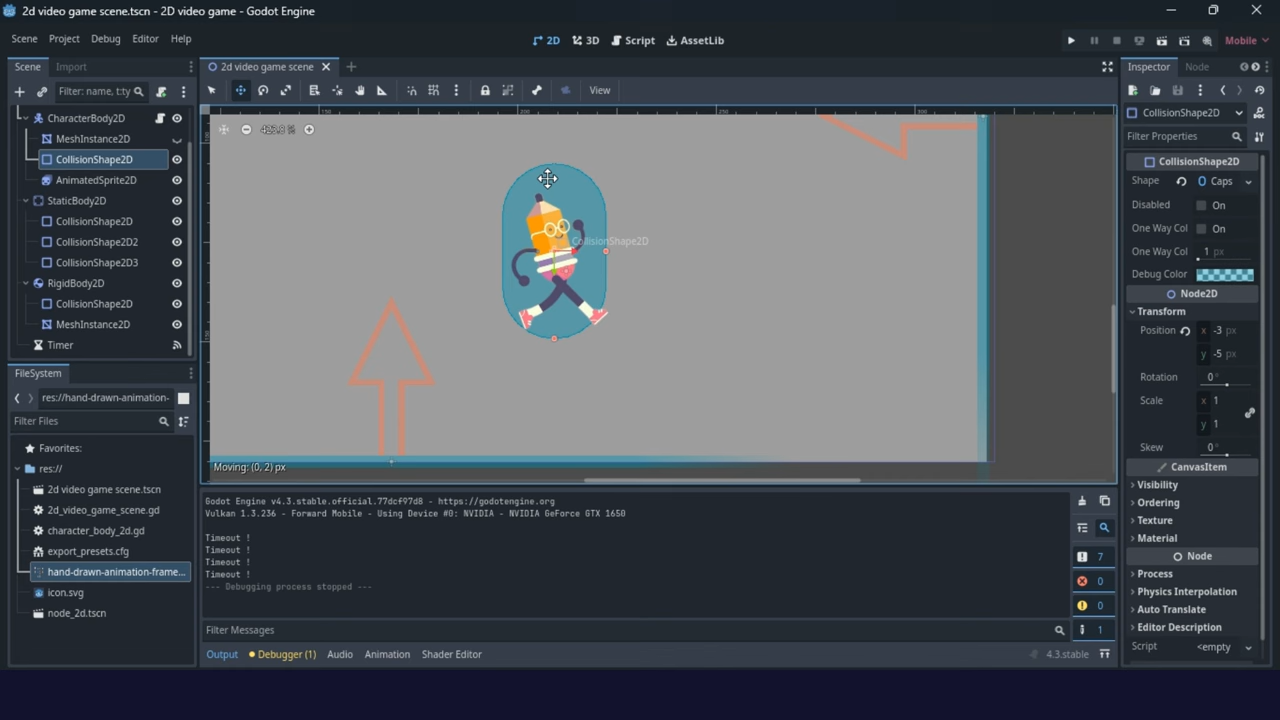 2d video game scene.tscn - 2D video game - Godot Engine
Scene Project Debug Editor Help
2D 3D Script AssetLib
Mobile
Scene Import
2d video game scene
Inspector Node
Filter: name, t:ty
View
CharacterBody2D
MeshInstance2D
CollisionShape2D
AnimatedSprite2D
StaticBody2D
CollisionShape2D
CollisionShape2D2
CollisionShape2D3
RigidBody2D
CollisionShape2D
MeshInstance2D
Timer
FileSystem
res://hand-drawn-animation-
Filter Files
Favorites:
res://
2d video game scene.tscn
2d_video_game_scene.gd
character_body_2d.gd
export_presets.cfg
hand-drawn-animation-frame...
icon.svg
node_2d.tscn
150 200 300
CollisionShape2D
Moving: (0, 2) px
Godot Engine v4.3.stable.official.77dcf97d8 - https://godotengine.org
Vulkan 1.3.236 - Forward Mobile - Using Device #0: NVIDIA - NVIDIA GeForce GTX 1650
Timeout !
Timeout !
Timeout !
Timeout !
--- Debugging process stopped ---
7
0
0
1
Filter Messages
Output Debugger (1) Audio Animation Shader Editor
4.3.stable
CollisionShape2D
Filter Properties
CollisionShape2D
Shape Caps
Disabled On
One Way Col On
One Way Col 1 px
Debug Color
Node2D
Transform
Position x -3 px
y -5 px
Rotation 0 °
Scale x 1
y 1
Skew 0 °
CanvasItem
Visibility
Ordering
Texture
Material
Node
Process
Physics Interpolation
Auto Translate
Editor Description
Script <empty